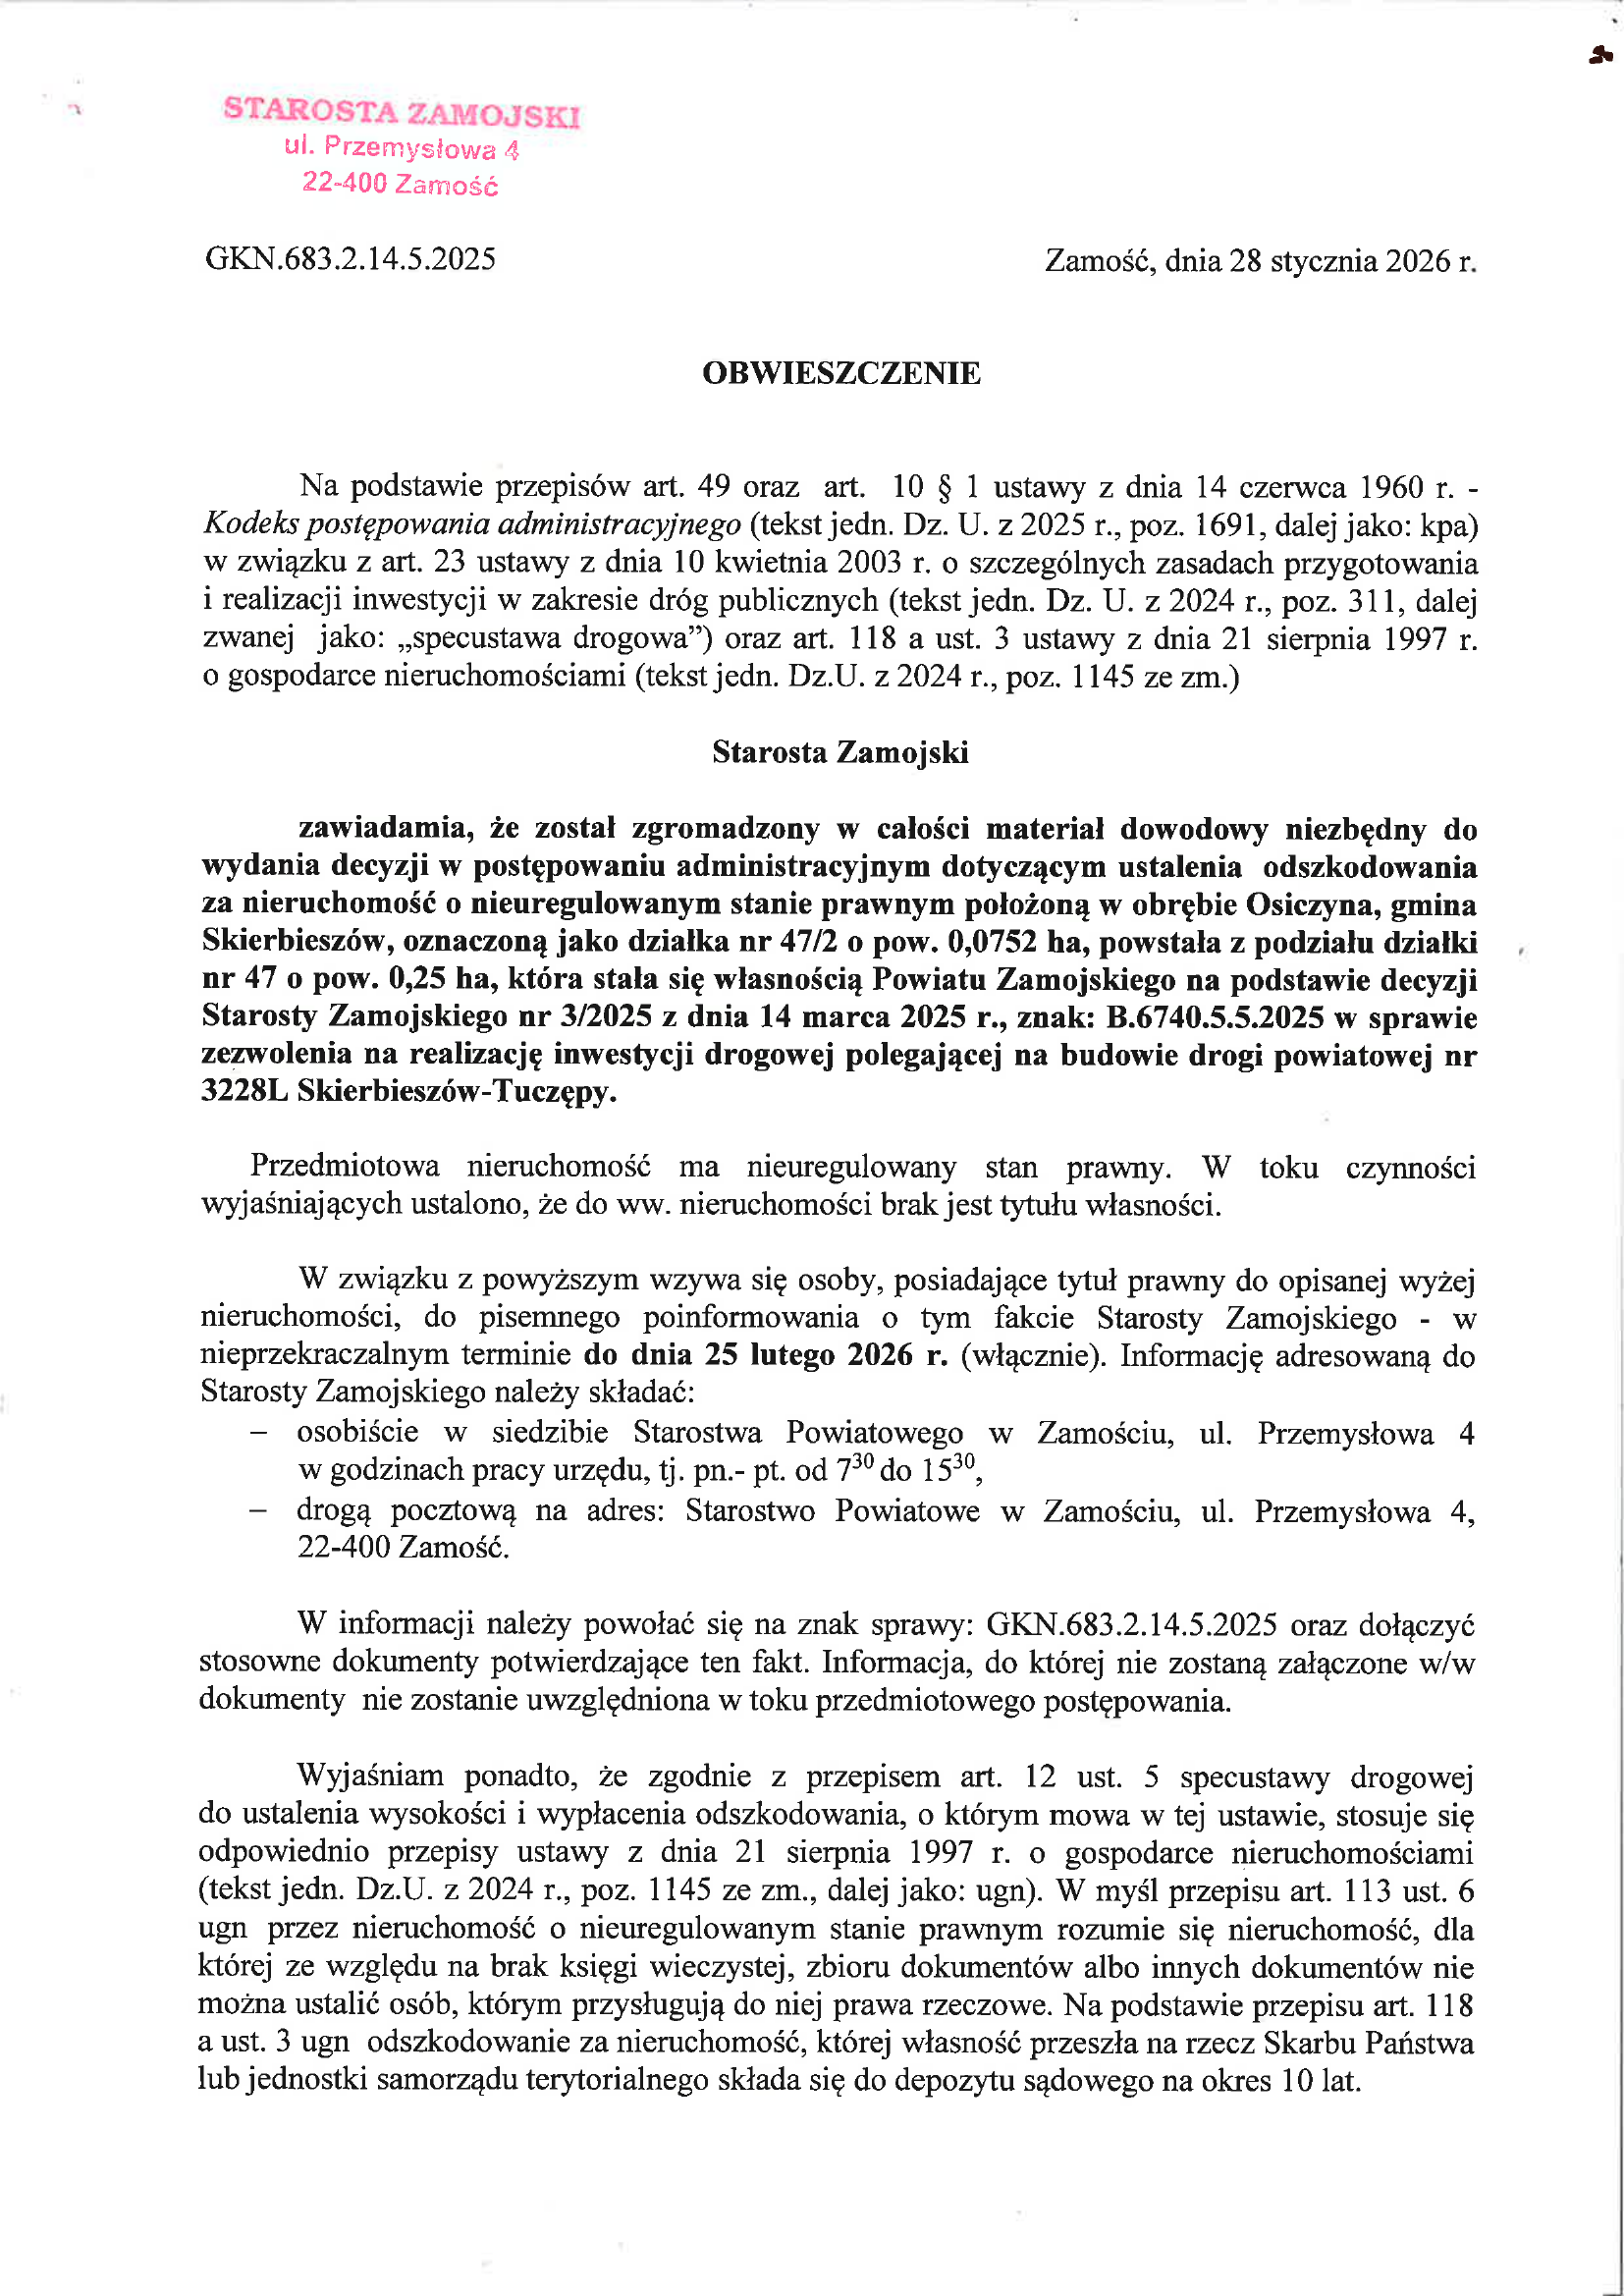 STAROSTA ZAMOJSKI
ul. Przemysłowa 4
22-400 Zamość
GKN.683.2.14.5.2025
Zamość, dnia 28 stycznia 2026 r.
OBWIESZCZENIE
Na podstawie przepisów art. 49 oraz art. 10 § 1 ustawy z dnia 14 czerwca 1960 r. -
Kodeks postępowania administracyjnego (tekst jedn. Dz. U. z 2025 r., poz. 1691, dalej jako: kpa)
w związku z art. 23 ustawy z dnia 10 kwietnia 2003 r. o szczególnych zasadach przygotowania
i realizacji inwestycji w zakresie dróg publicznych (tekst jedn. Dz. U. z 2024 r., poz. 311, dalej
zwanej jako: „specustawa drogowa”) oraz art. 118 a ust. 3 ustawy z dnia 21 sierpnia 1997 r.
o gospodarce nieruchomościami (tekst jedn. Dz.U. z 2024 r., poz. 1145 ze zm.)
Starosta Zamojski
zawiadamia, że został zgromadzony w całości materiał dowodowy niezbędny do
wydania decyzji w postępowaniu administracyjnym dotyczącym ustalenia odszkodowania
za nieruchomość o nieuregulowanym stanie prawnym położoną w obrębie Osiczyna, gmina
Skierbieszów, oznaczoną jako działka nr 47/2 o pow. 0,0752 ha, powstała z podziału działki
nr 47 o pow. 0,25 ha, która stała się własnością Powiatu Zamojskiego na podstawie decyzji
Starosty Zamojskiego nr 3/2025 z dnia 14 marca 2025 r., znak: B.6740.5.5.2025 w sprawie
zezwolenia na realizację inwestycji drogowej polegającej na budowie drogi powiatowej nr
3228L Skierbieszów-Tuczępy.
Przedmiotowa nieruchomość ma nieuregulowany stan prawny. W toku czynności
wyjaśniających ustalono, że do ww. nieruchomości brak jest tytułu własności.
W związku z powyższym wzywa się osoby, posiadające tytuł prawny do opisanej wyżej
nieruchomości, do pisemnego poinformowania o tym fakcie Starosty Zamojskiego - w
nieprzekraczalnym terminie do dnia 25 lutego 2026 r. (włącznie). Informację adresowaną do
Starosty Zamojskiego należy składać:
– osobiście w siedzibie Starostwa Powiatowego w Zamościu, ul. Przemysłowa 4
w godzinach pracy urzędu, tj. pn.- pt. od 7³⁰ do 15³⁰,
– drogą pocztową na adres: Starostwo Powiatowe w Zamościu, ul. Przemysłowa 4,
22-400 Zamość.
W informacji należy powołać się na znak sprawy: GKN.683.2.14.5.2025 oraz dołączyć
stosowne dokumenty potwierdzające ten fakt. Informacja, do której nie zostaną załączone w/w
dokumenty nie zostanie uwzględniona w toku przedmiotowego postępowania.
Wyjaśniam ponadto, że zgodnie z przepisem art. 12 ust. 5 specustawy drogowej
do ustalenia wysokości i wypłacenia odszkodowania, o którym mowa w tej ustawie, stosuje się
odpowiednio przepisy ustawy z dnia 21 sierpnia 1997 r. o gospodarce nieruchomościami
(tekst jedn. Dz.U. z 2024 r., poz. 1145 ze zm., dalej jako: ugn). W myśl przepisu art. 113 ust. 6
ugn przez nieruchomość o nieuregulowanym stanie prawnym rozumie się nieruchomość, dla
której ze względu na brak księgi wieczystej, zbioru dokumentów albo innych dokumentów nie
można ustalić osób, którym przysługują do niej prawa rzeczowe. Na podstawie przepisu art. 118
a ust. 3 ugn odszkodowanie za nieruchomość, której własność przeszła na rzecz Skarbu Państwa
lub jednostki samorządu terytorialnego składa się do depozytu sądowego na okres 10 lat.